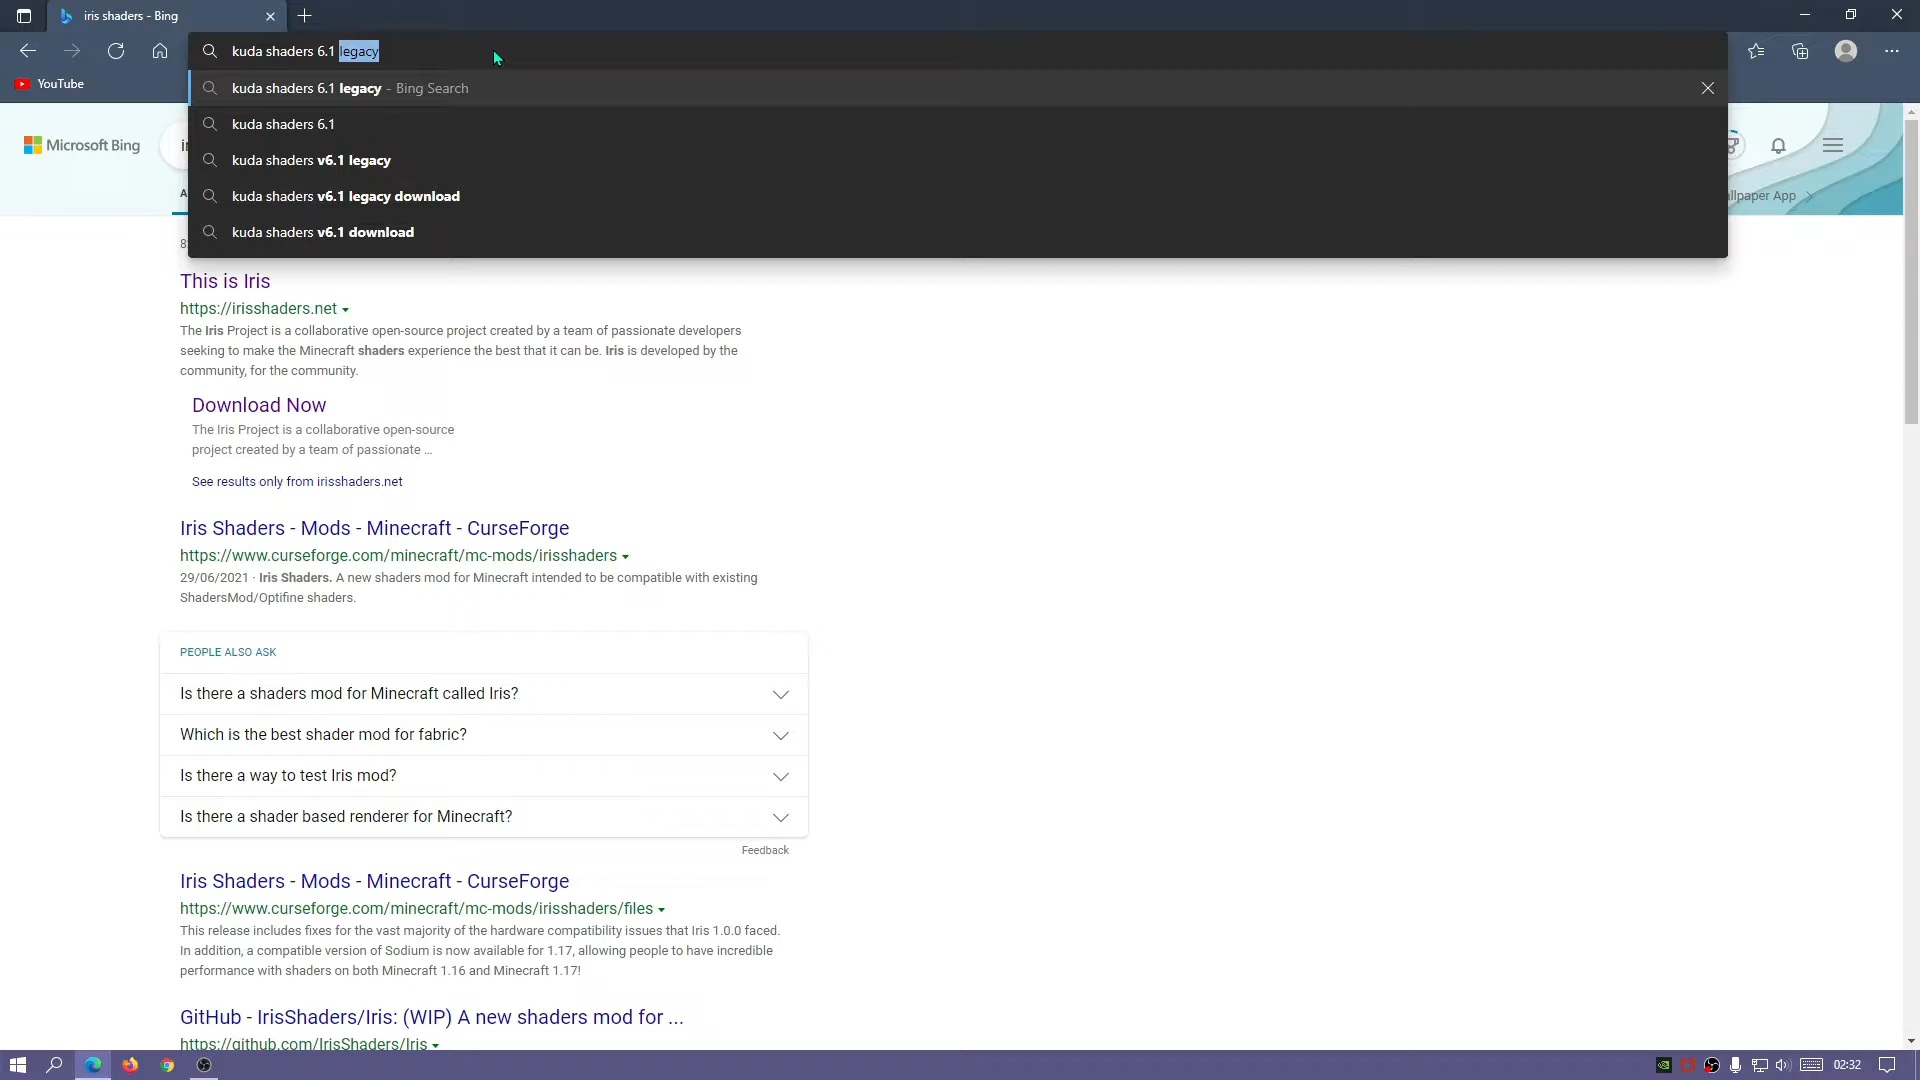 iris shaders - Bing
kuda shaders 6.1 legacy
YouTube
kuda shaders 6.1 legacy - Bing Search
kuda shaders 6.1
kuda shaders v6.1 legacy
kuda shaders v6.1 legacy download
kuda shaders v6.1 download
Microsoft Bing
llpaper App
This is Iris
https://irisshaders.net
The Iris Project is a collaborative open-source project created by a team of passionate developers
seeking to make the Minecraft shaders experience the best that it can be. Iris is developed by the
community, for the community.
Download Now
The Iris Project is a collaborative open-source
project created by a team of passionate ...
See results only from irisshaders.net
Iris Shaders - Mods - Minecraft - CurseForge
https://www.curseforge.com/minecraft/mc-mods/irisshaders
29/06/2021 · Iris Shaders. A new shaders mod for Minecraft intended to be compatible with existing
ShadersMod/Optifine shaders.
PEOPLE ALSO ASK
Is there a shaders mod for Minecraft called Iris?
Which is the best shader mod for fabric?
Is there a way to test Iris mod?
Is there a shader based renderer for Minecraft?
Feedback
Iris Shaders - Mods - Minecraft - CurseForge
https://www.curseforge.com/minecraft/mc-mods/irisshaders/files
This release includes fixes for the vast majority of the hardware compatibility issues that Iris 1.0.0 faced.
In addition, a compatible version of Sodium is now available for 1.17, allowing people to have incredible
performance with shaders on both Minecraft 1.16 and Minecraft 1.17!
GitHub - IrisShaders/Iris: (WIP) A new shaders mod for ...
https://github.com/IrisShaders/Iris
02:32